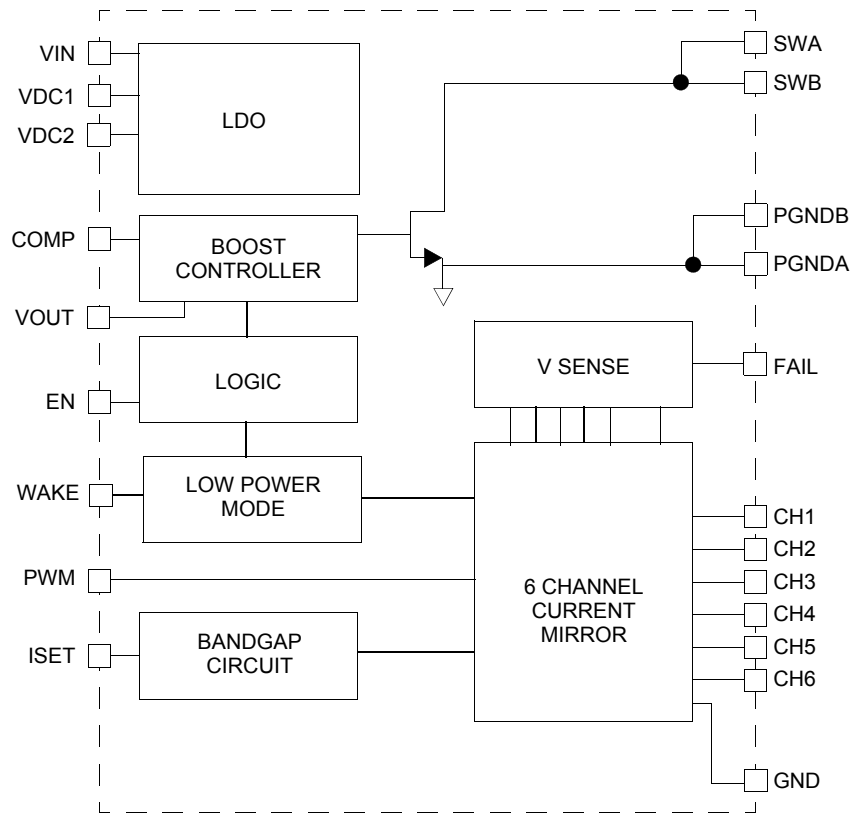 VIN
VDC1
VDC2
LDO
SWA
SWB
COMP
BOOST
CONTROLLER
PGNDB
PGNDA
VOUT
EN
LOGIC
V SENSE
FAIL
WAKE
LOW POWER
MODE
PWM
6 CHANNEL
CURRENT
MIRROR
CH1
CH2
CH3
CH4
CH5
CH6
ISET
BANDGAP
CIRCUIT
GND